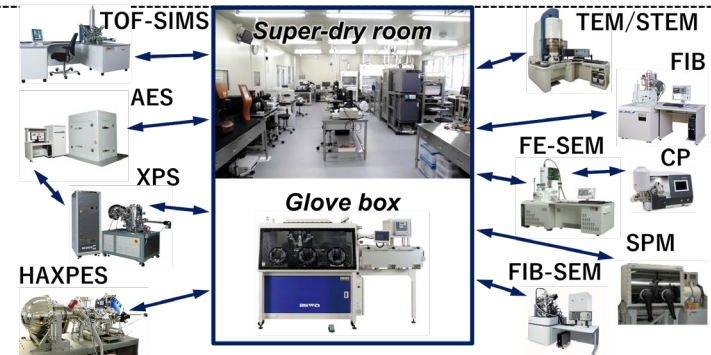 TOF-SIMS
Super-dry room
TEM/STEM
FIB
AES
FE-SEM
CP
XPS
Glove box
SPM
HAXPES
FIB-SEM